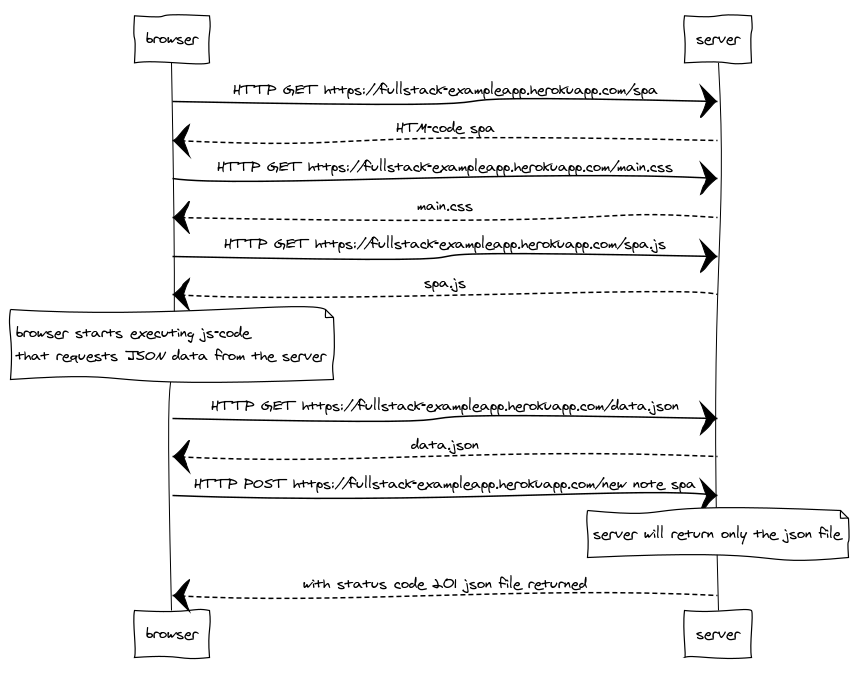 browser server
HTTP GET https://fullstack-exampleapp.herokuapp.com/spa
HTM-code spa
HTTP GET https://fullstack-exampleapp.herokuapp.com/main.css
main.css
HTTP GET https://fullstack-exampleapp.herokuapp.com/spa.js
spa.js
browser starts executing js-code
that requests JSON data from the server
HTTP GET https://fullstack-exampleapp.herokuapp.com/data.json
data.json
HTTP POST https://fullstack-exampleapp.herokuapp.com/new note spa
server will return only the json file
with status code 201 json file returned
browser server